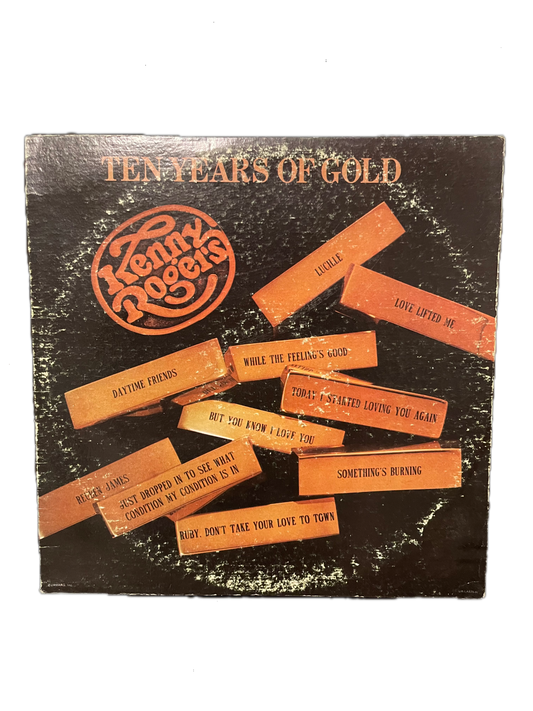 TEN YEARS OF GOLD
Kenny
Rogers
LUCILLE
LOVE LIFTED ME
WHILE THE FEELING'S GOOD
DAYTIME FRIENDS
TODAY I STARTED LOVING YOU AGAIN
BUT YOU KNOW I LOVE YOU
SOMETHING'S BURNING
REUBEN JAMES
JUST DROPPED IN TO SEE WHAT
CONDITION MY CONDITION IS IN
RUBY, DON'T TAKE YOUR LOVE TO TOWN